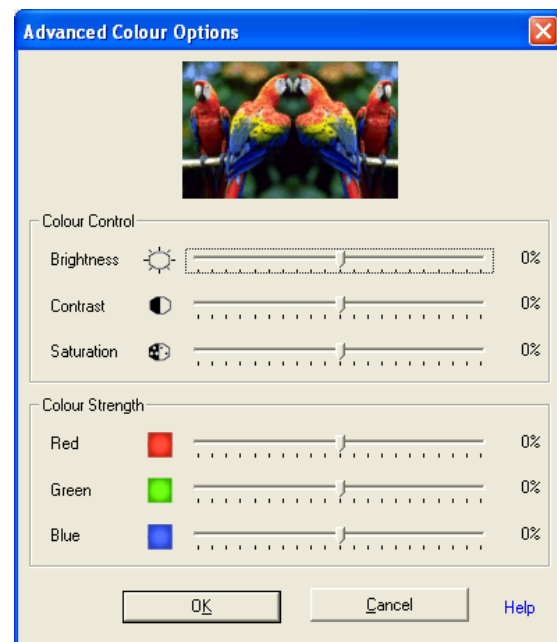 Advanced Colour Options
Colour Control
Brightness 0%
Contrast 0%
Saturation 0%
Colour Strength
Red 0%
Green 0%
Blue 0%
OK Cancel Help